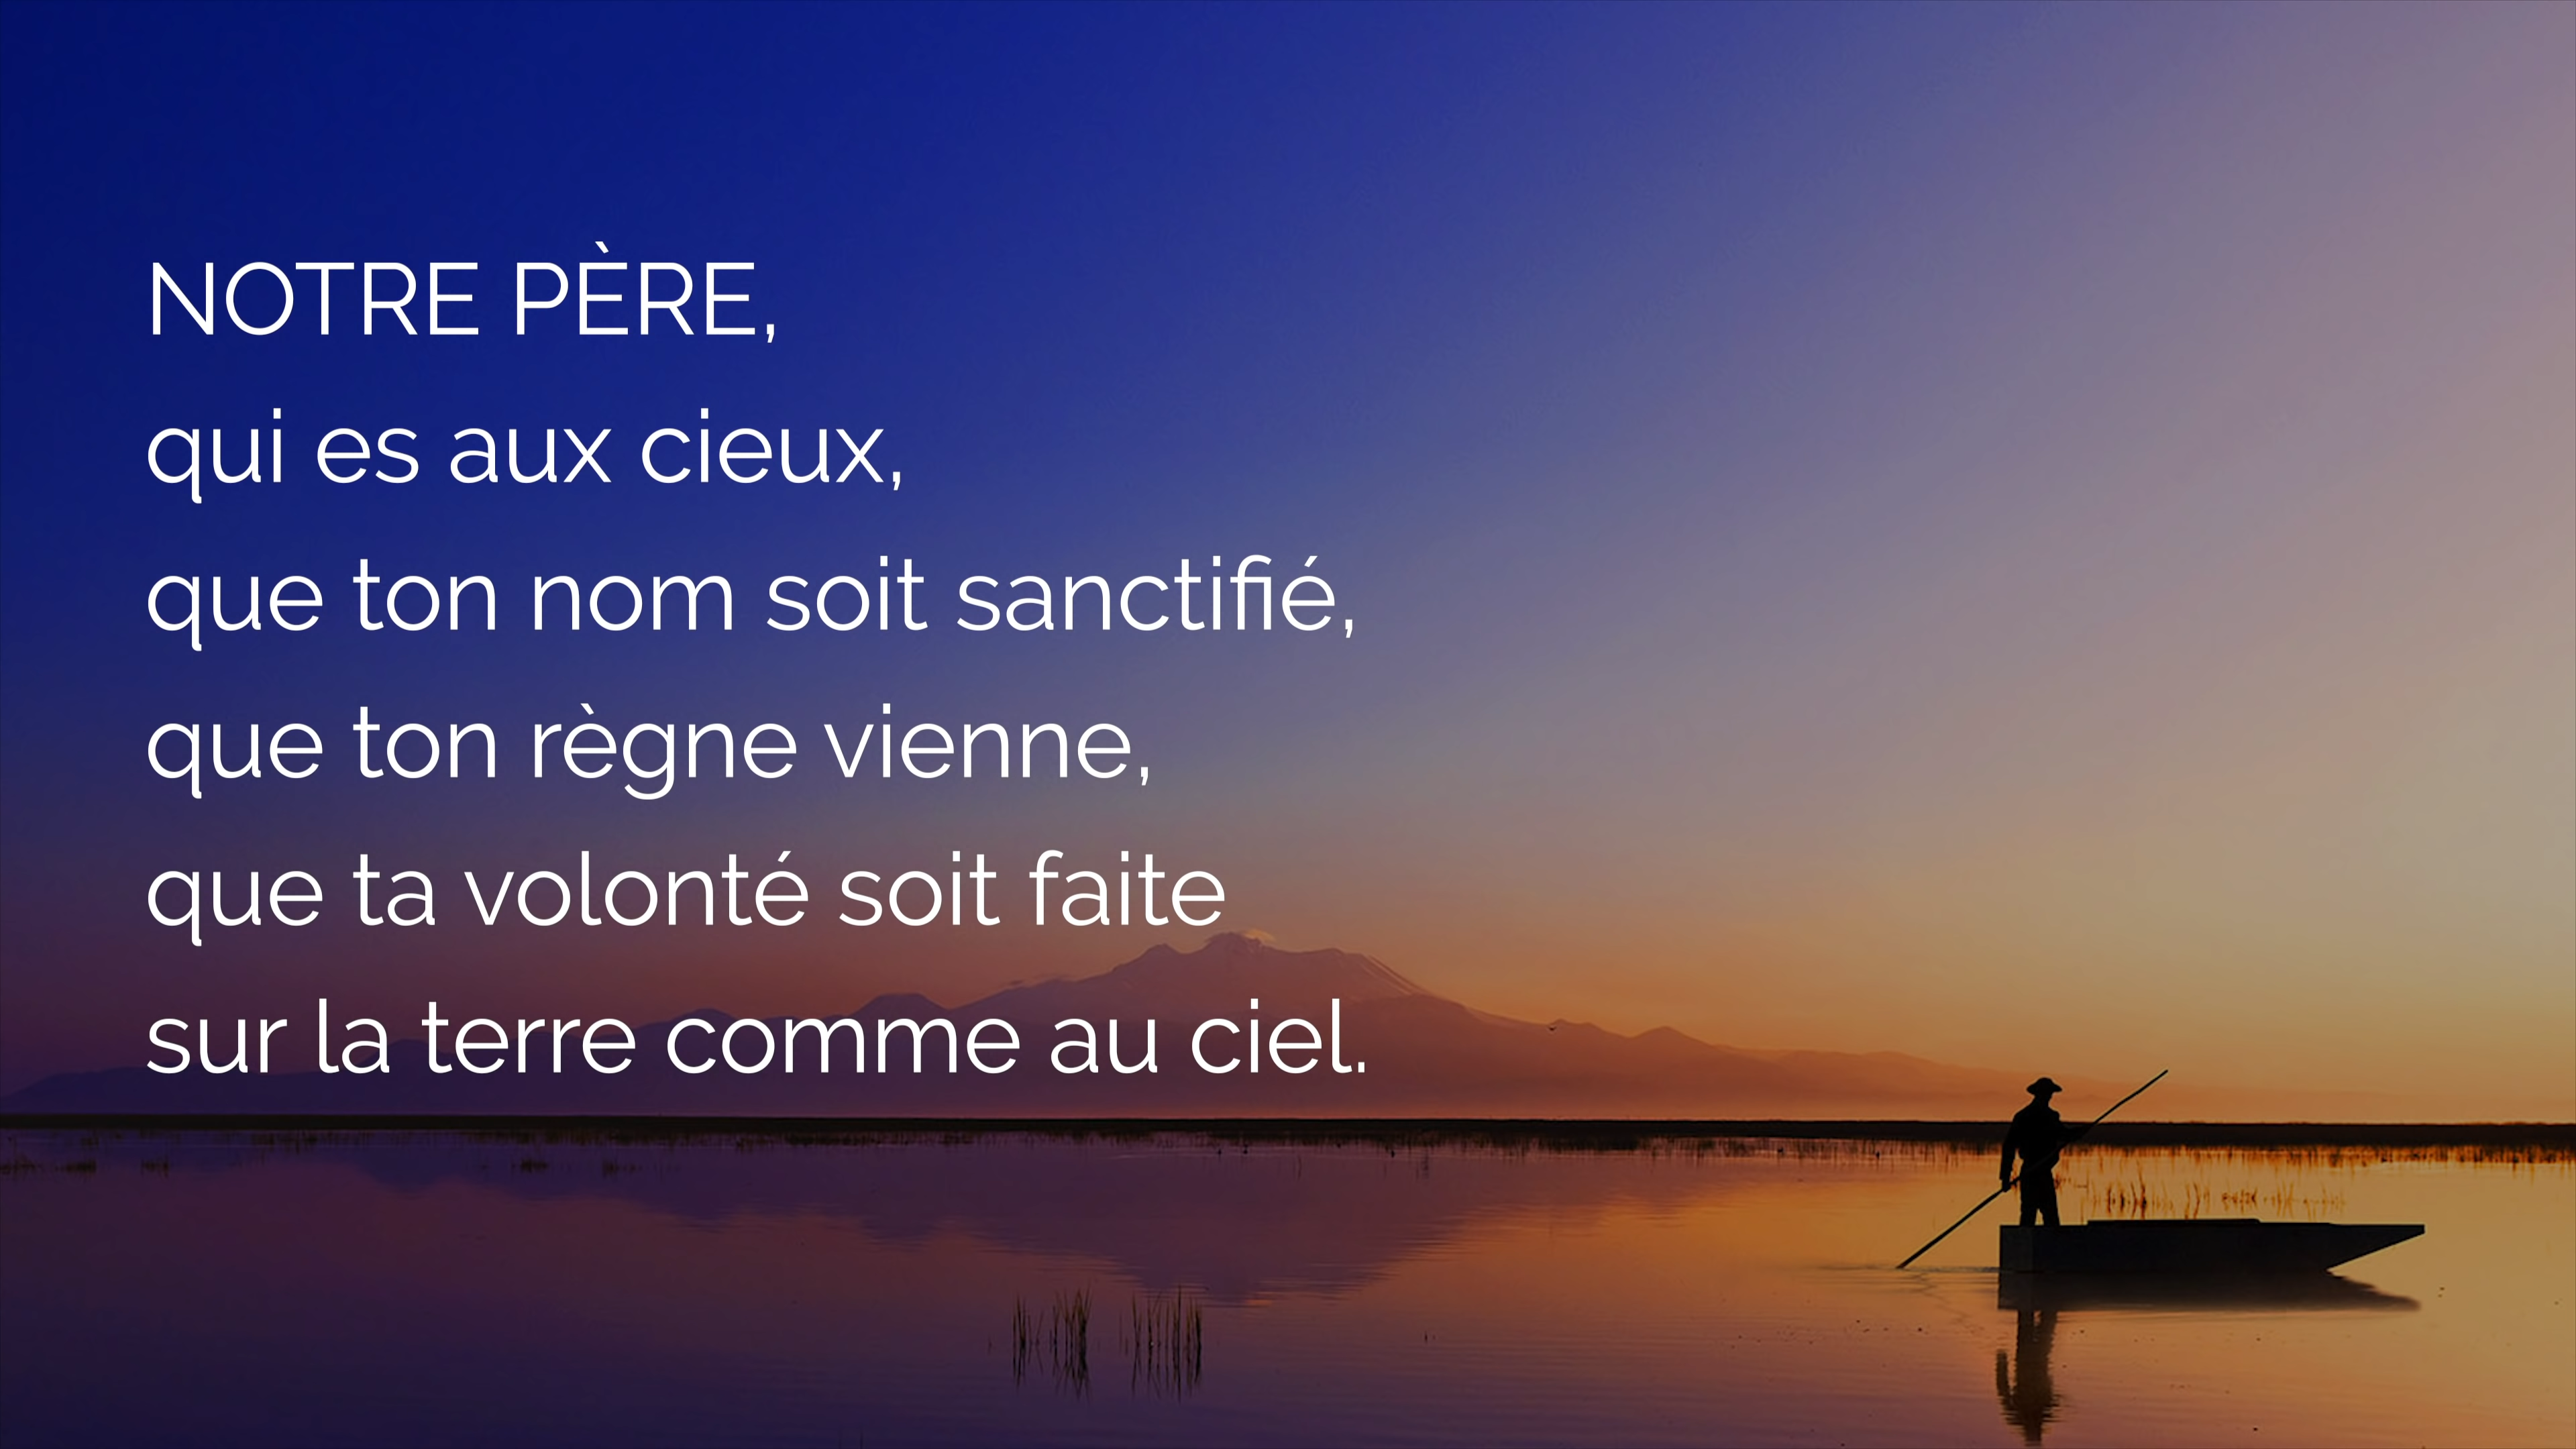 NOTRE PÈRE,
qui es aux cieux,
que ton nom soit sanctifié,
que ton règne vienne,
que ta volonté soit faite
sur la terre comme au ciel.